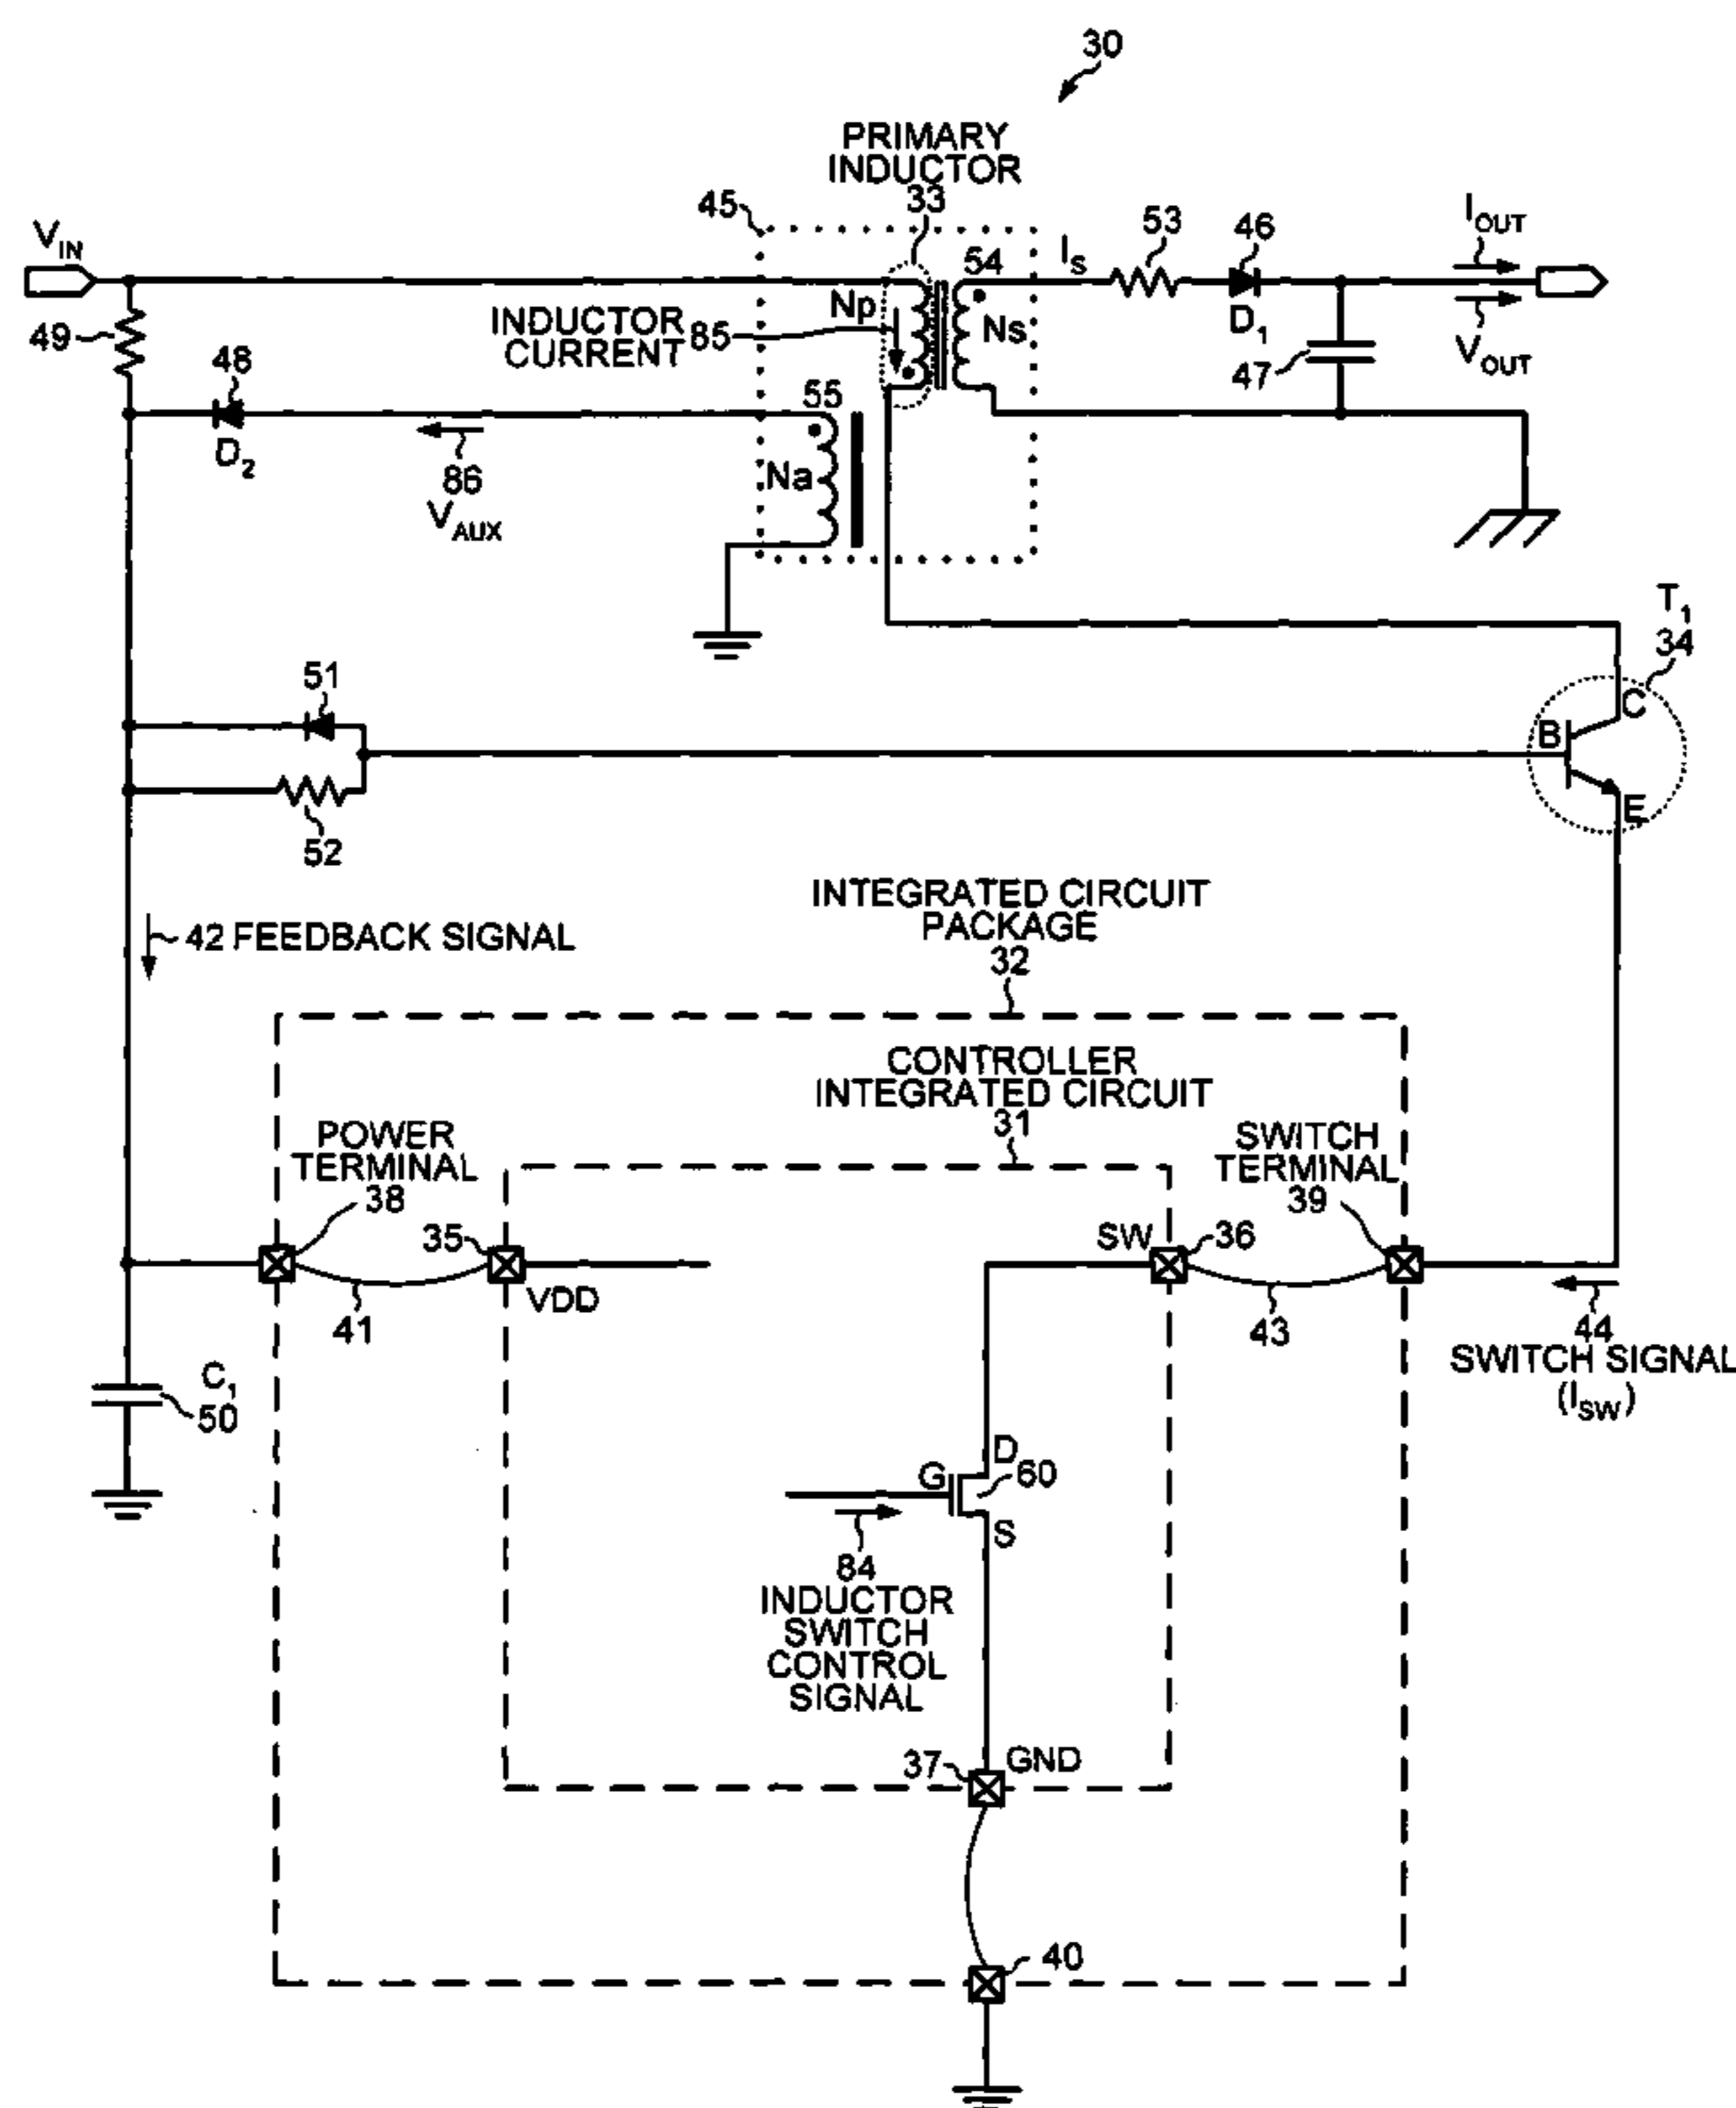 30
PRIMARY
INDUCTOR
33
45
V_IN
54
I_S
53
46
I_OUT
49
INDUCTOR
CURRENT
85
Np
Ns
D_1
47
V_OUT
48
55
D_2
86
V_AUX
Na
T_1
34
51
C
B
E
52
42 FEEDBACK SIGNAL
INTEGRATED CIRCUIT
PACKAGE
32
CONTROLLER
INTEGRATED CIRCUIT
31
POWER
TERMINAL
38
SWITCH
TERMINAL
39
35
SW
36
VDD
41
43
44
SWITCH SIGNAL
(I_SW)
C_1
50
D
G
60
S
84
INDUCTOR
SWITCH
CONTROL
SIGNAL
37
GND
40